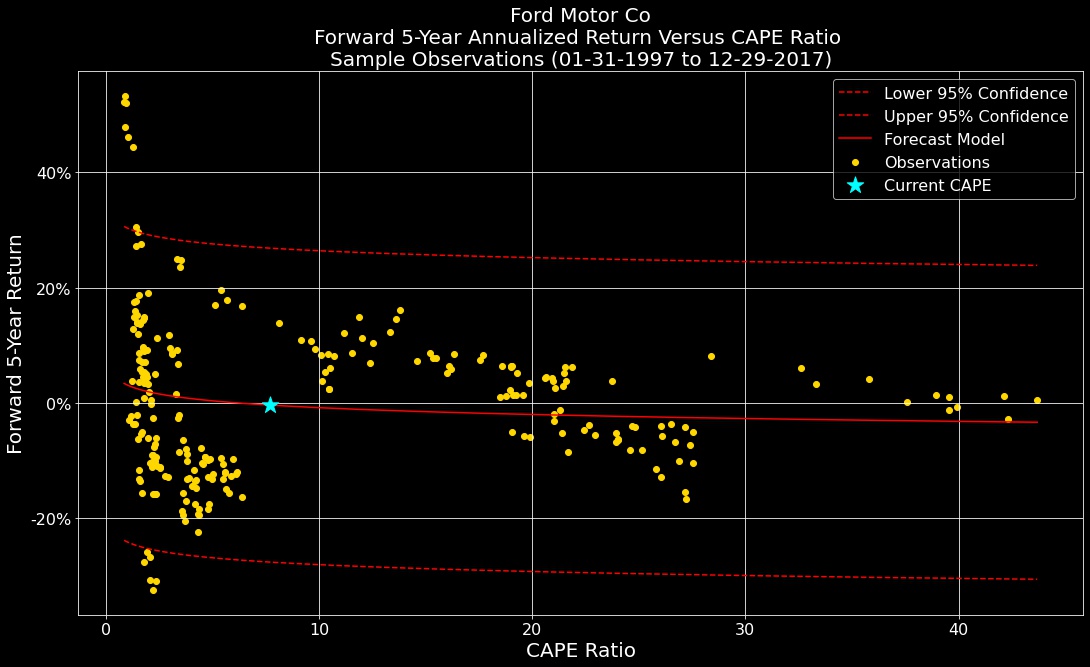 Ford Motor Co
Forward 5-Year Annualized Return Versus CAPE Ratio
Sample Observations (01-31-1997 to 12-29-2017)
Lower 95% Confidence
Upper 95% Confidence
Forecast Model
Observations
Current CAPE
Forward 5-Year Return
40%
20%
0%
-20%
0 10 20 30 40
CAPE Ratio